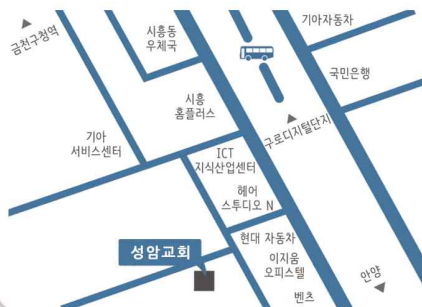 금천구청역
시흥동
우체국
기아자동차
국민은행
시흥
홈플러스
구로디지털단지
기아
서비스센터
ICT
지식산업센터
헤어
스튜디오 N
현대 자동차
성암교회
이지움
오피스텔
안양
벤츠